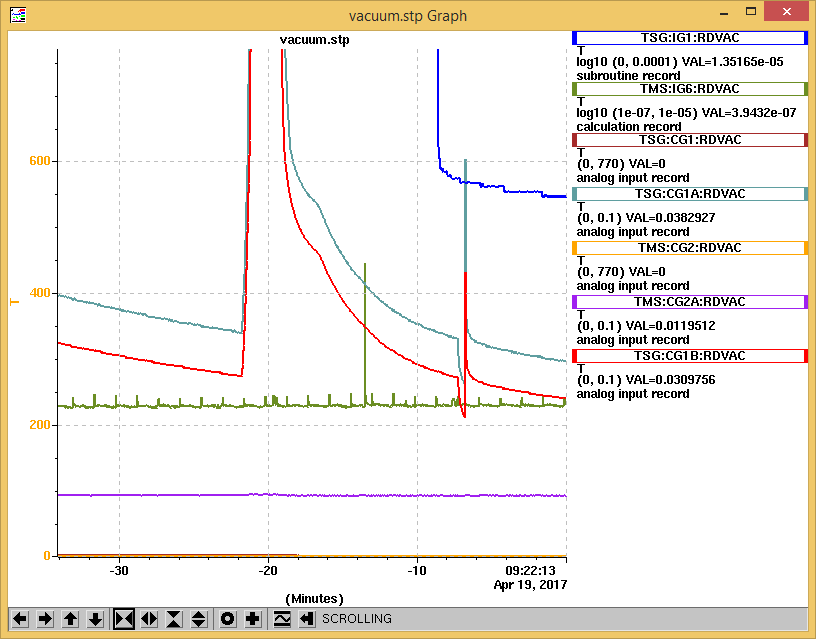 vacuum.stp Graph
vacuum.stp
TSG:IG1:RDVAC
T
log10 (0, 0.0001) VAL=1.35165e-05
subroutine record
TMS:IG6:RDVAC
T
log10 (1e-07, 1e-05) VAL=3.9432e-07
calculation record
TSG:CG1:RDVAC
T
(0, 770) VAL=0
analog input record
TSG:CG1A:RDVAC
T
(0, 0.1) VAL=0.0382927
analog input record
TMS:CG2:RDVAC
T
(0, 770) VAL=0
analog input record
TMS:CG2A:RDVAC
T
(0, 0.1) VAL=0.0119512
analog input record
TSG:CG1B:RDVAC
T
(0, 0.1) VAL=0.0309756
analog input record
600
400
T
200
0
-30
-20
-10
09:22:13
Apr 19, 2017
(Minutes)
SCROLLING